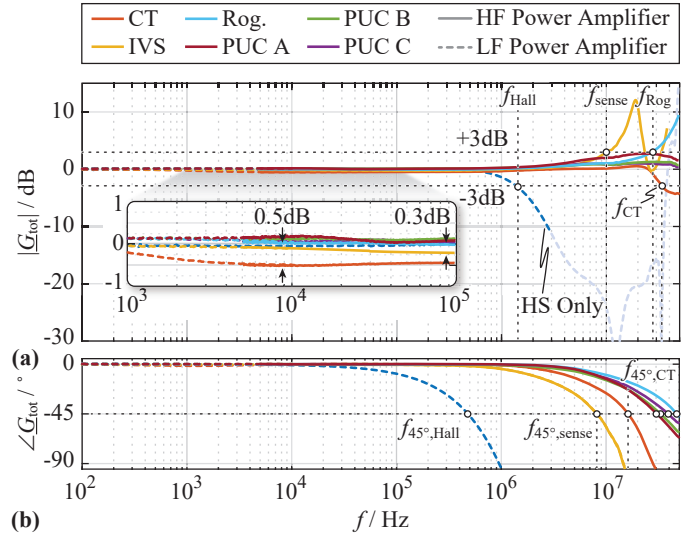 CT Rog. PUC B HF Power Amplifier
IVS PUC A PUC C LF Power Amplifier
|G_tot| / dB
10
0
-10
-20
-30
f_Hall f_sense f_Rog
+3dB
-3dB
f_CT
HS Only
1
0
-1
0.5dB 0.3dB
10^3 10^4 10^5
(a)
∠G_tot / °
0
-45
-90
f_45°,Hall f_45°,sense f_45°,CT
10^2 10^3 10^4 10^5 10^6 10^7
(b) f / Hz